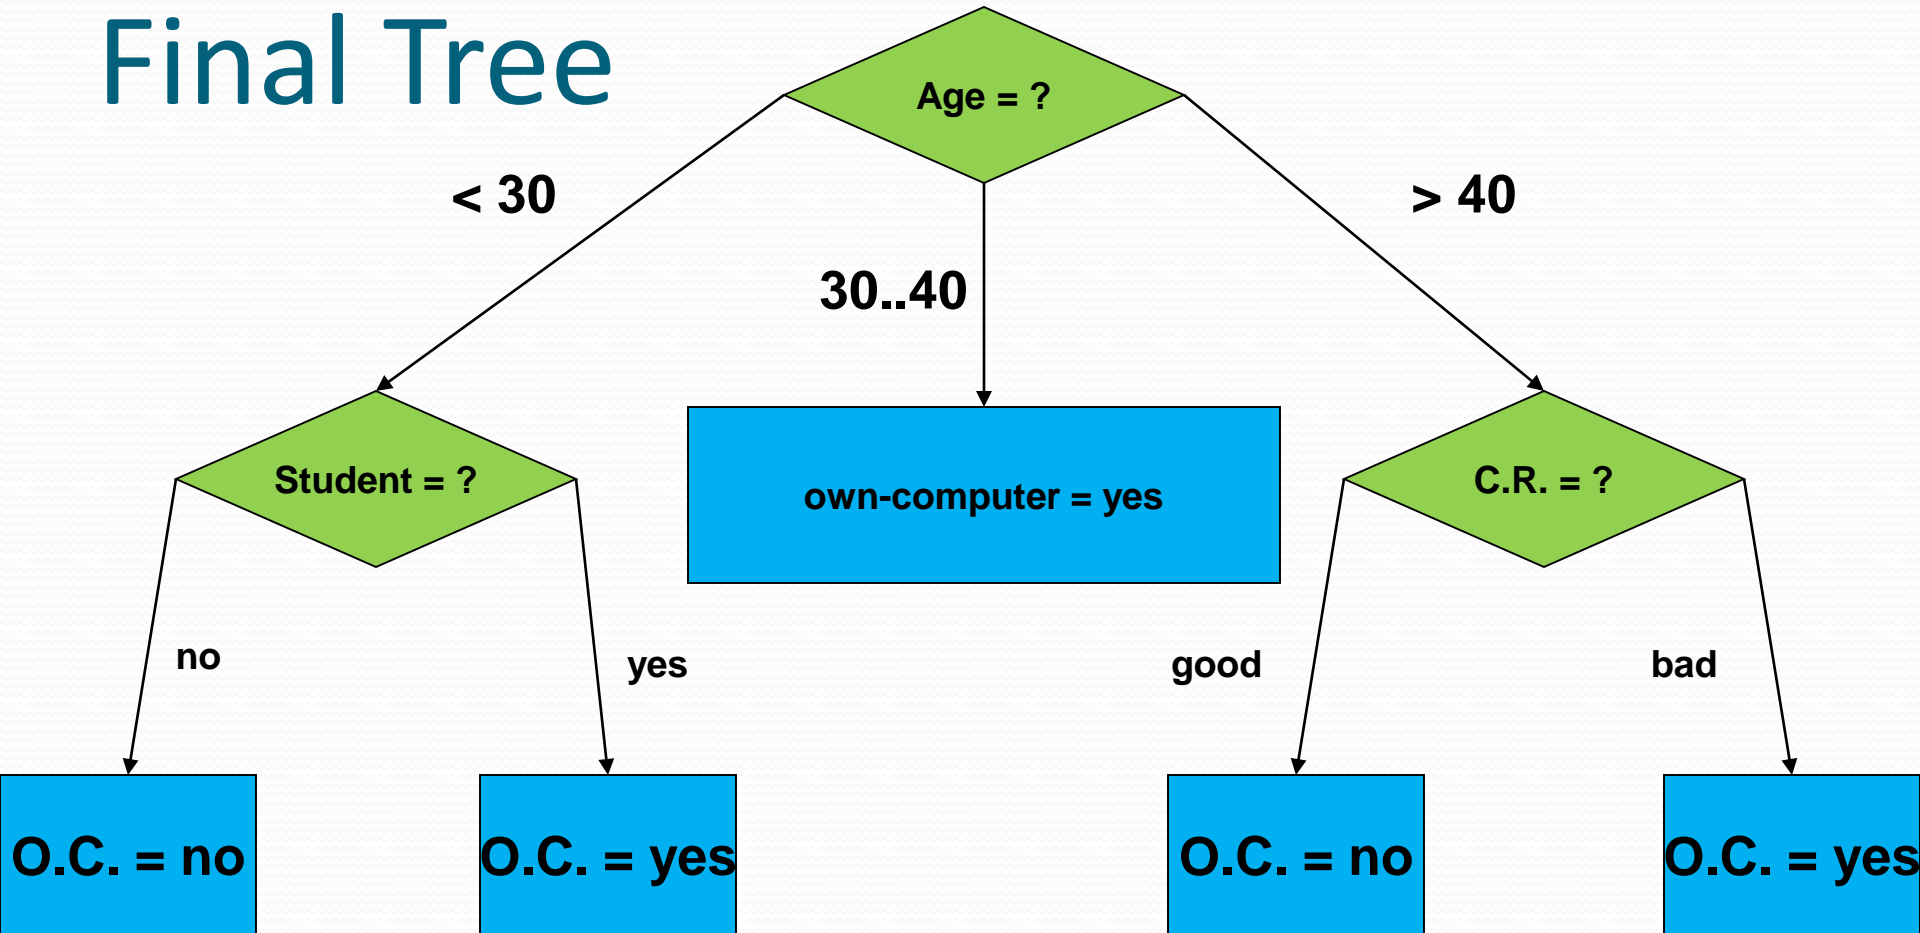 Final Tree
Age = ?
< 30
> 40
30..40
Student = ?
own-computer = yes
C.R. = ?
no
yes
good
bad
O.C. = no
O.C. = yes
O.C. = no
O.C. = yes